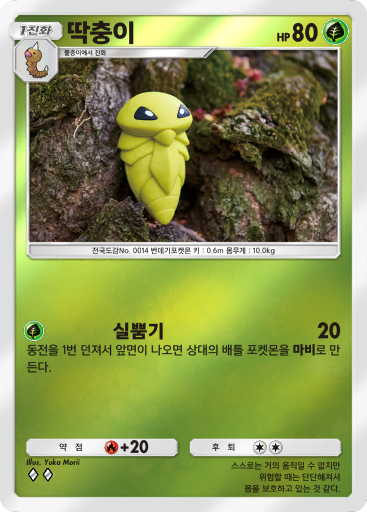 1진화
딱충이
HP 80
뿔충이에서 진화
전국도감No. 0014 번데기포켓몬 키 : 0.6m 몸무게 : 10.0kg
실뿜기 20
동전을 1번 던져서 앞면이 나오면 상대의 배틀 포켓몬을 마비로 만
든다.
약 점 +20 후 퇴
Illus. Yuka Morii
스스로는 거의 움직일 수 없지만
위험할 때는 단단해져서
몸을 보호하고 있는 것 같다.